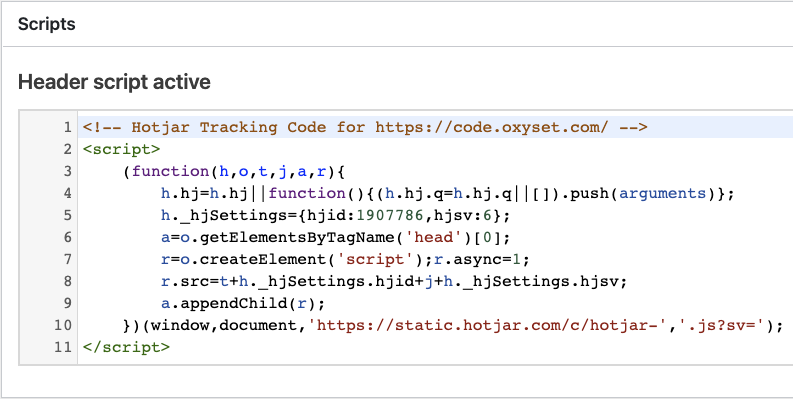 Scripts
Header script active
1 <!-- Hotjar Tracking Code for https://code.oxyset.com/ -->
2 <script>
3     (function(h,o,t,j,a,r){
4         h.hj=h.hj||function(){(h.hj.q=h.hj.q||[]).push(arguments)};
5         h._hjSettings={hjid:1907786,hjsv:6};
6         a=o.getElementsByTagName('head')[0];
7         r=o.createElement('script');r.async=1;
8         r.src=t+h._hjSettings.hjid+j+h._hjSettings.hjsv;
9         a.appendChild(r);
10     })(window,document,'https://static.hotjar.com/c/hotjar-','.js?sv=');
11 </script>